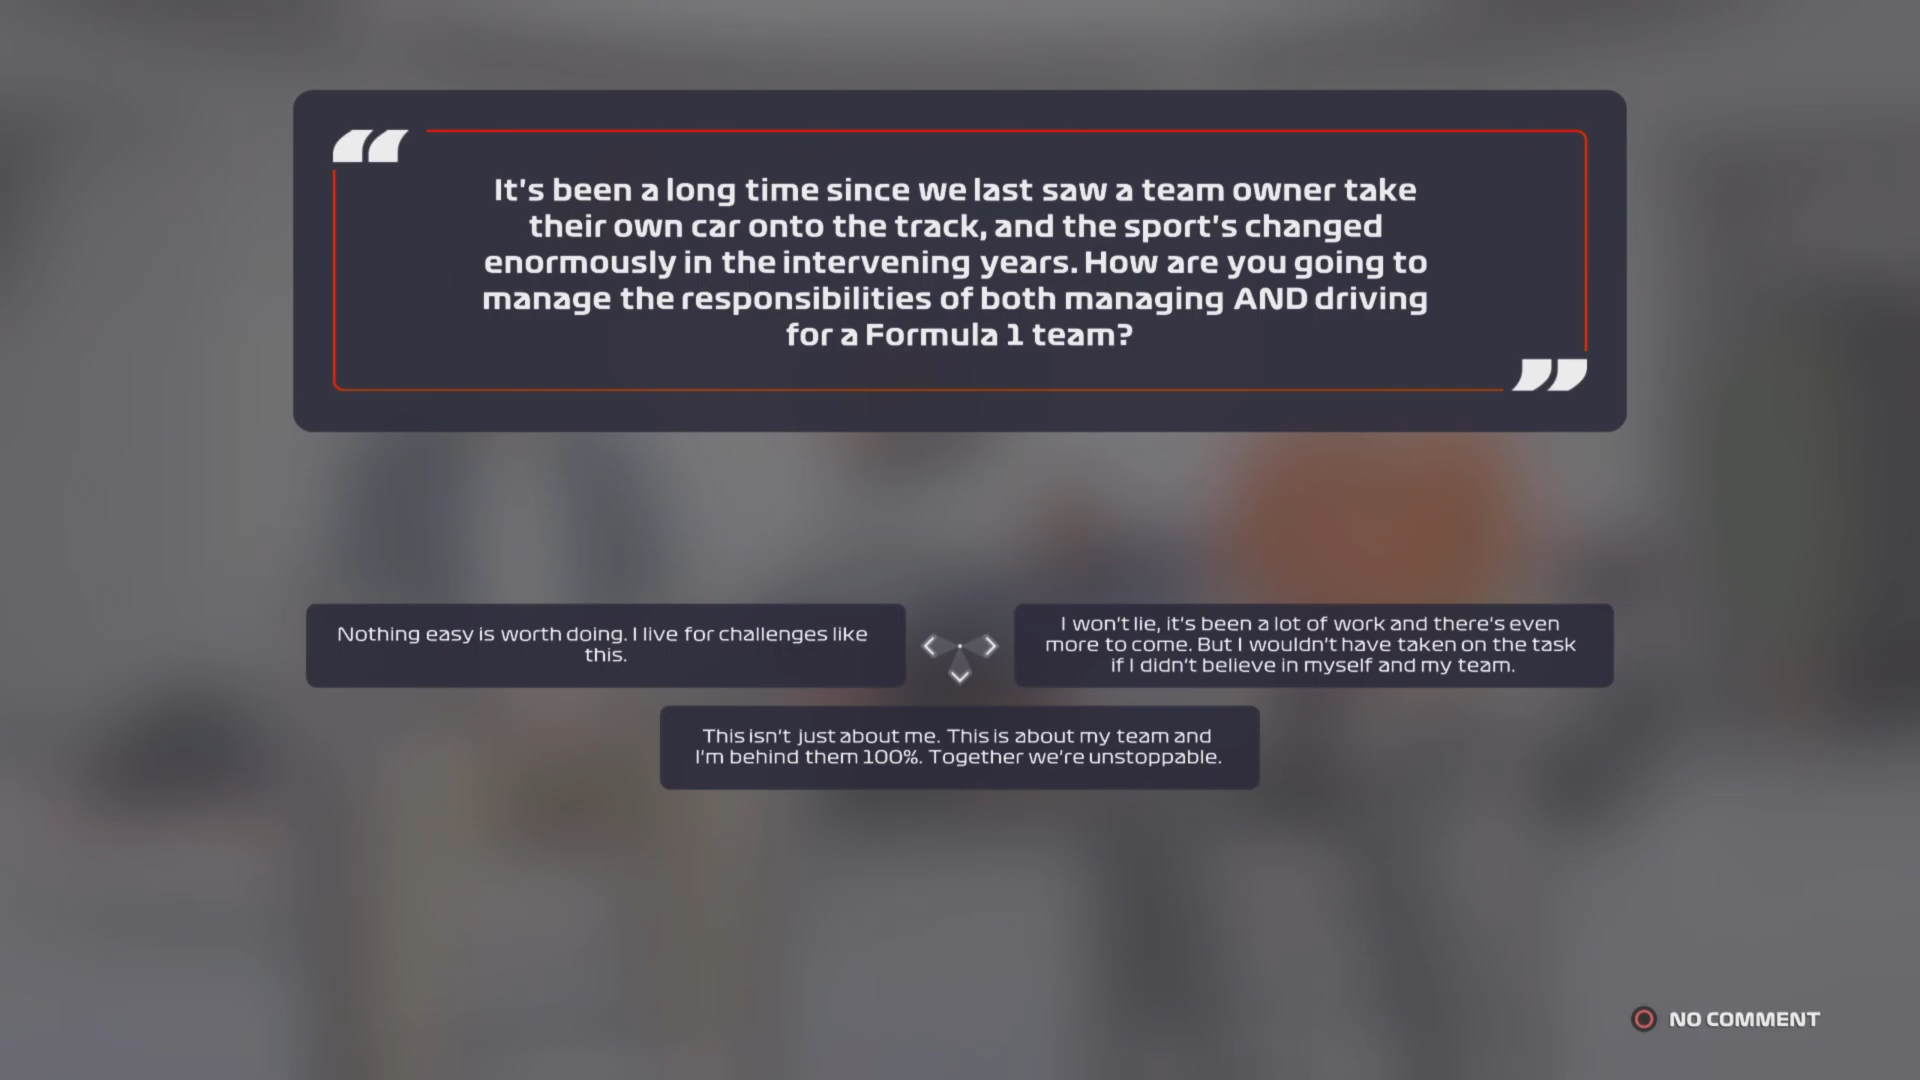 It's been a long time since we last saw a team owner take
their own car onto the track, and the sport's changed
enormously in the intervening years. How are you going to
manage the responsibilities of both managing AND driving
for a Formula 1 team?
Nothing easy is worth doing. I live for challenges like
this.
I won't lie, it's been a lot of work and there's even
more to come. But I wouldn't have taken on the task
if I didn't believe in myself and my team.
This isn't just about me. This is about my team and
I'm behind them 100%. Together we're unstoppable.
NO COMMENT